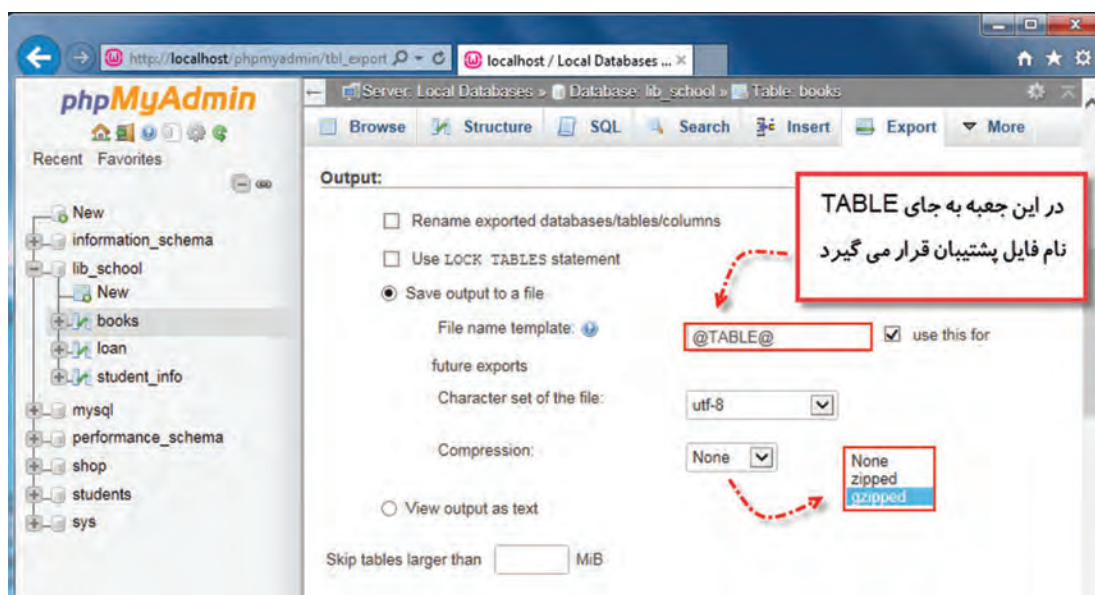 http://localhost/phpmyadmin/tbl_export
localhost / Local Databases ...
phpMyAdmin
Recent Favorites
New
information_schema
lib_school
New
books
loan
student_info
mysql
performance_schema
shop
students
sys
Server: Local Databases » Database: lib_school » Table: books
Browse Structure SQL Search Insert Export More
Output:
Rename exported databases/tables/columns
Use LOCK TABLES statement
Save output to a file
File name template: @TABLE@ use this for
future exports
Character set of the file: utf-8
Compression: None
None
zipped
gzipped
View output as text
Skip tables larger than MiB
در این جعبه به جای TABLE
نام فایل پشتیبان قرار می گیرد